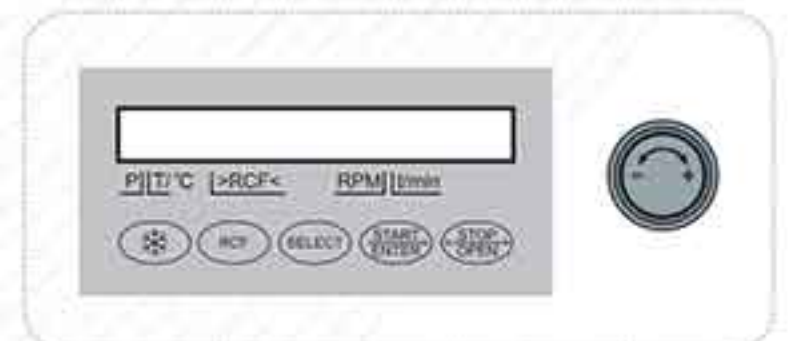 P T/°C >RCF< RPM t/min
RCF SELECT START ENTER STOP OPEN
- +